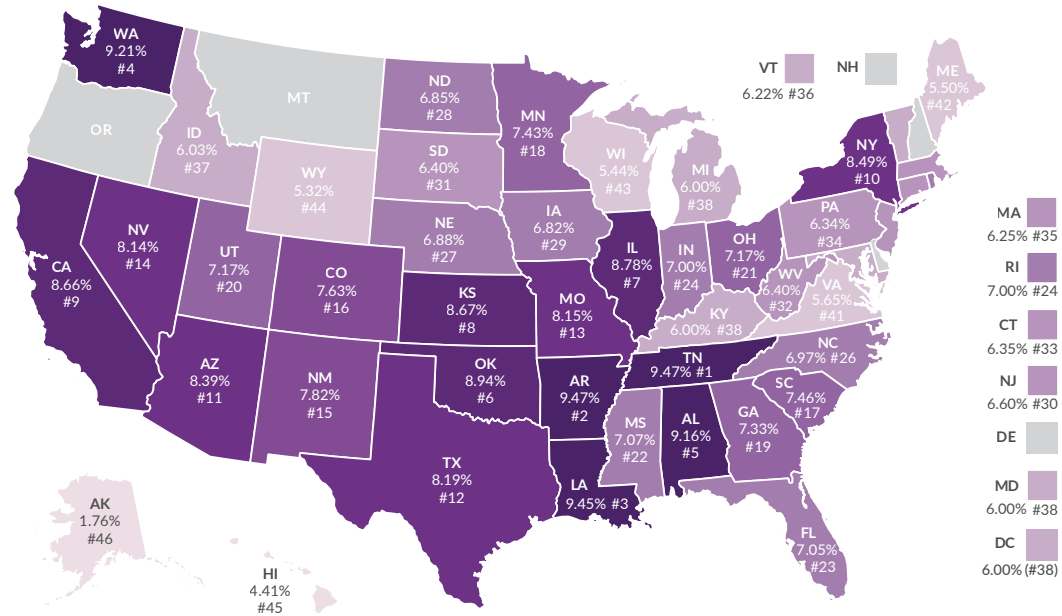 WA
9.21%
#4
OR
MT
ID
6.03%
#37
WY
5.32%
#44
ND
6.85%
#28
SD
6.40%
#31
NE
6.88%
#27
MN
7.43%
#18
IA
6.82%
#29
WI
5.44%
#43
MI
6.00%
#38
VT
6.22% #36
NH
ME
5.50%
#42
NY
8.49%
#10
PA
6.34%
#34
CA
8.66%
#9
NV
8.14%
#14
UT
7.17%
#20
CO
7.63%
#16
KS
8.67%
#8
MO
8.15%
#13
IL
8.78%
#7
IN
7.00%
#24
OH
7.17%
#21
WV
6.40%
#32
VA
5.65%
#41
KY
6.00% #38
AZ
8.39%
#11
NM
7.82%
#15
OK
8.94%
#6
AR
9.47%
#2
TN
9.47% #1
NC
6.97% #26
SC
7.46%
#17
TX
8.19%
#12
LA
9.45% #3
MS
7.07%
#22
AL
9.16%
#5
GA
7.33%
#19
FL
7.05%
#23
AK
1.76%
#46
HI
4.41%
#45
MA
6.25% #35
RI
7.00% #24
CT
6.35% #33
NJ
6.60% #30
DE
MD
6.00% #38
DC
6.00% (#38)